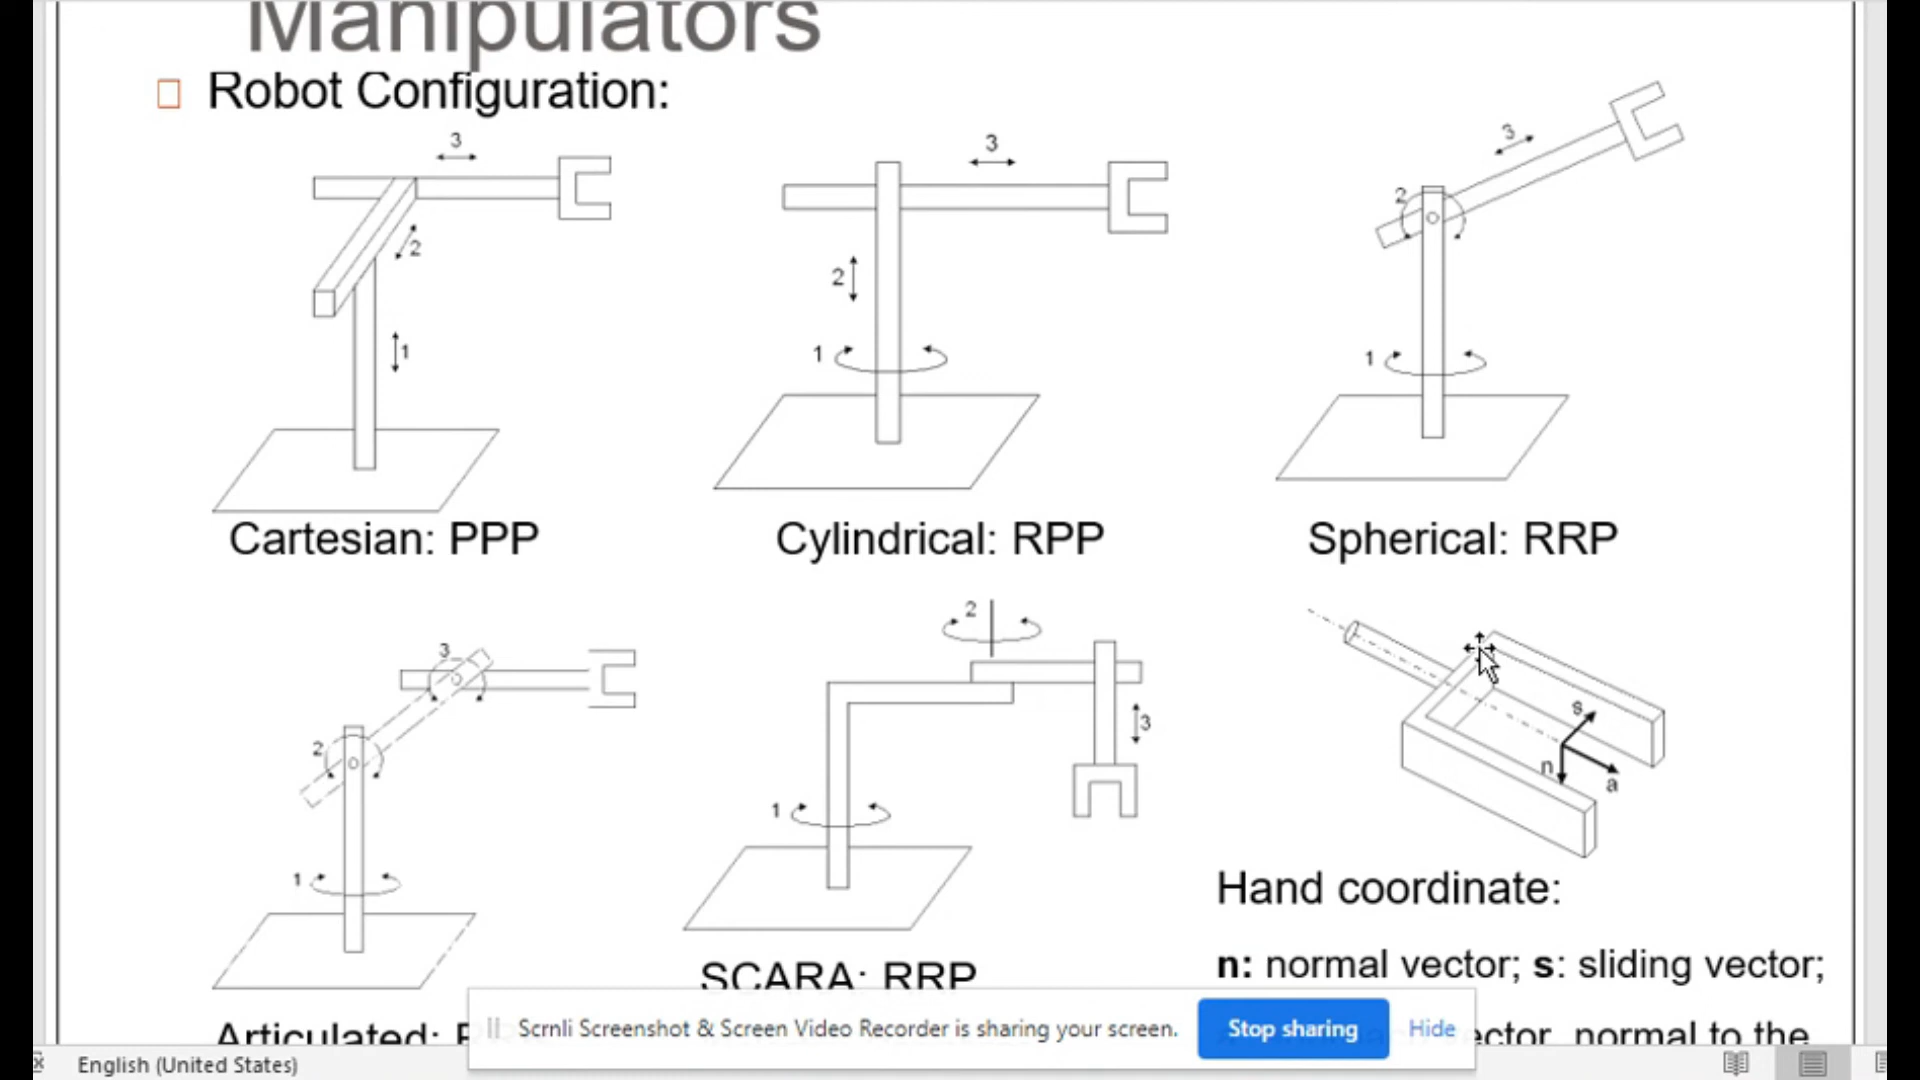 Manipulators
Robot Configuration:
3
2
1
3
2
1
3
2
1
Cartesian: PPP
Cylindrical: RPP
Spherical: RRP
3
2
1
2
3
1
s
n
a
Hand coordinate:
n: normal vector; s: sliding vector;
SCARA: RRP
Articulated:
vector, normal to the
Scrnli Screenshot & Screen Video Recorder is sharing your screen.
Stop sharing
Hide
English (United States)